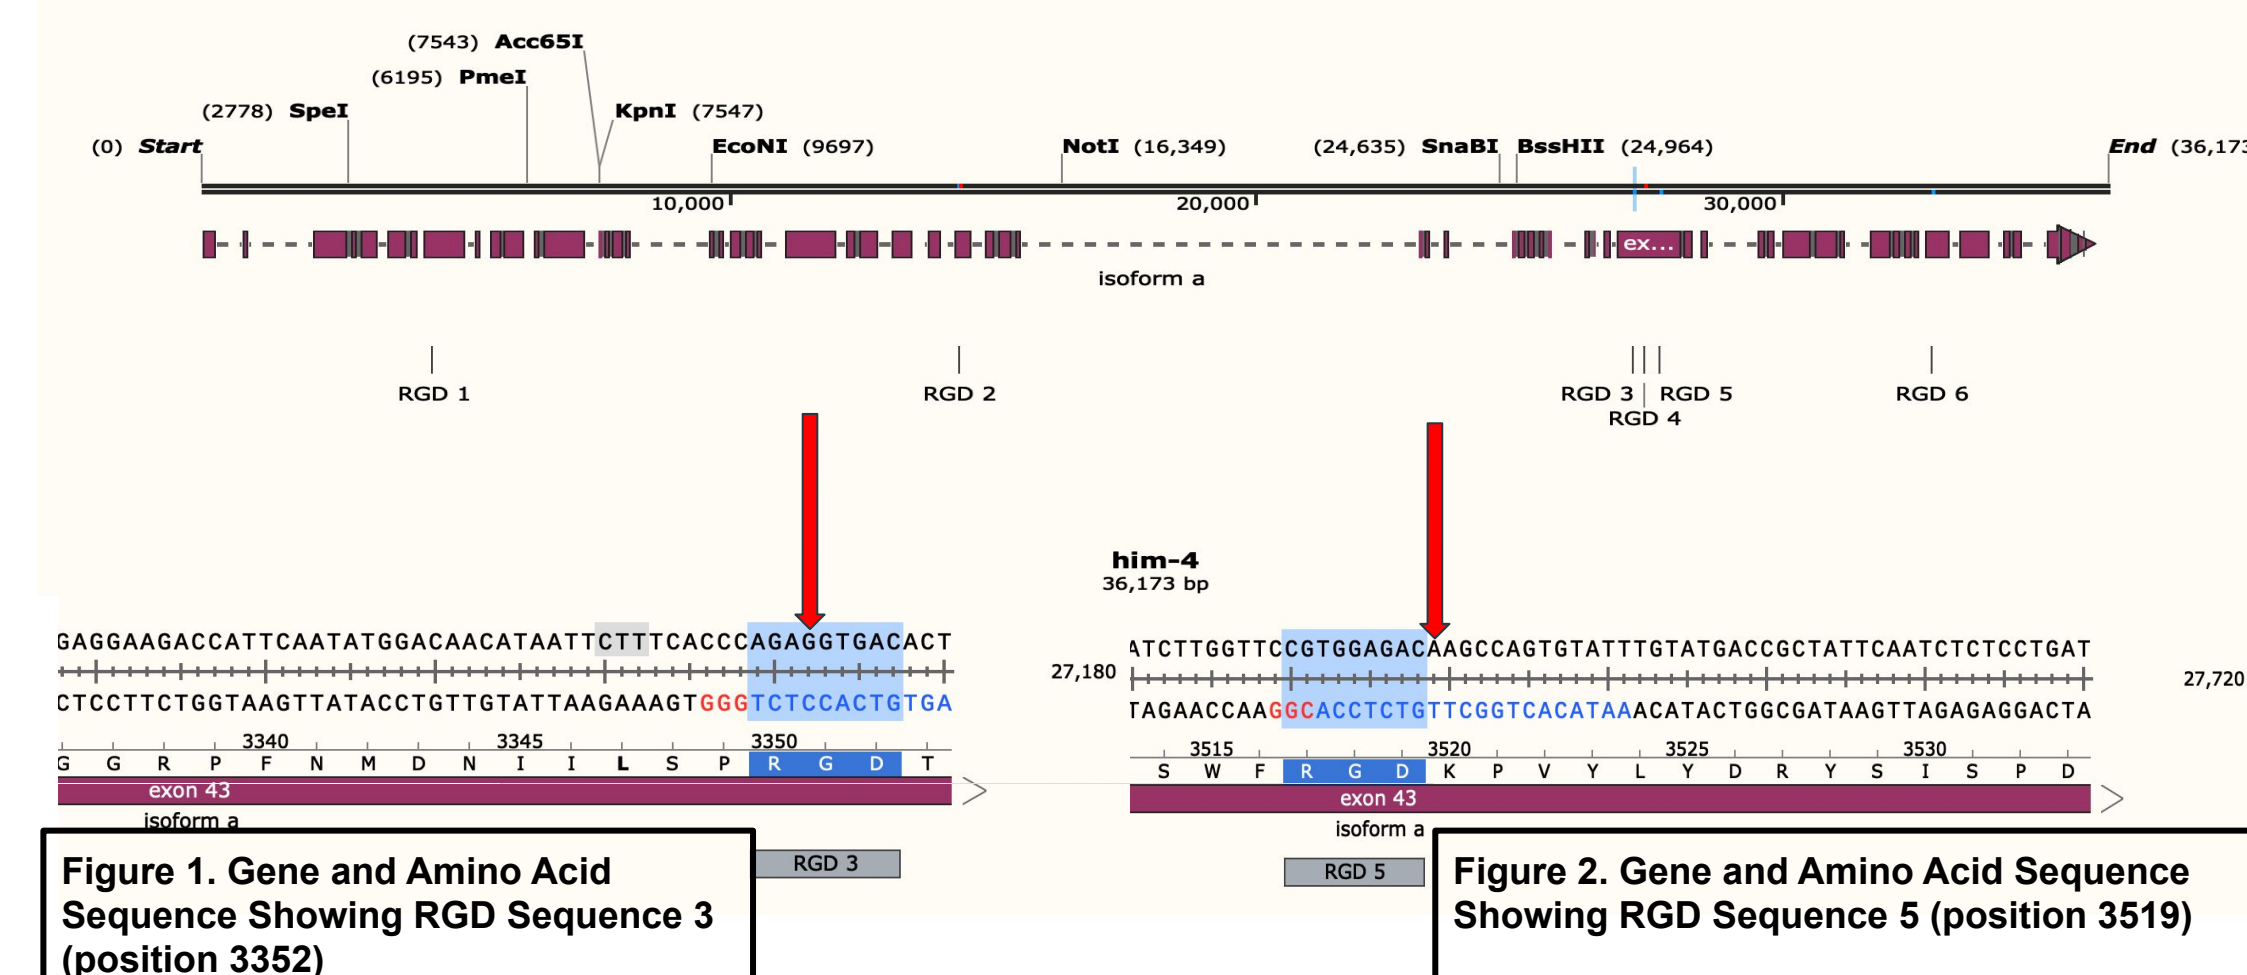 (7543) Acc65I
(6195) PmeI
(2778) SpeI
KpnI (7547)
(0) Start
EcoNI (9697)
NotI (16,349)
(24,635) SnaBI
BssHII (24,964)
End (36,173
10,000
20,000
30,000
ex...
isoform a
RGD 1
RGD 2
RGD 3
RGD 5
RGD 4
RGD 6
him-4
36,173 bp
GAGGAAGACCATTCAATATGGACAACATAATTCTTTCACCCAGAGGTGACACT
CTCCTTCTGGTAAGTTATACCTGTTGTATTAAGAAAGTGGGTCTCCACTGTGA
3340 3345 3350
G G R P F N M D N I I L S P R G D T
exon 43
isoform a
RGD 3
ATCTTGGTTCCGTGGAGACAAGCCAGTGTATTTGTATGACCGCTATTCAATCTCTCCTGAT
27,180
27,720
TAGAACCAAGGCACCTCTGTTCGGTCACATAAACATACTGGCGATAAGTTAGAGAGGACTA
3515 3520 3525 3530
S W F R G D K P V Y L Y D R Y S I S P D
exon 43
isoform a
RGD 5
Figure 1. Gene and Amino Acid
Sequence Showing RGD Sequence 3
(position 3352)
Figure 2. Gene and Amino Acid Sequence
Showing RGD Sequence 5 (position 3519)